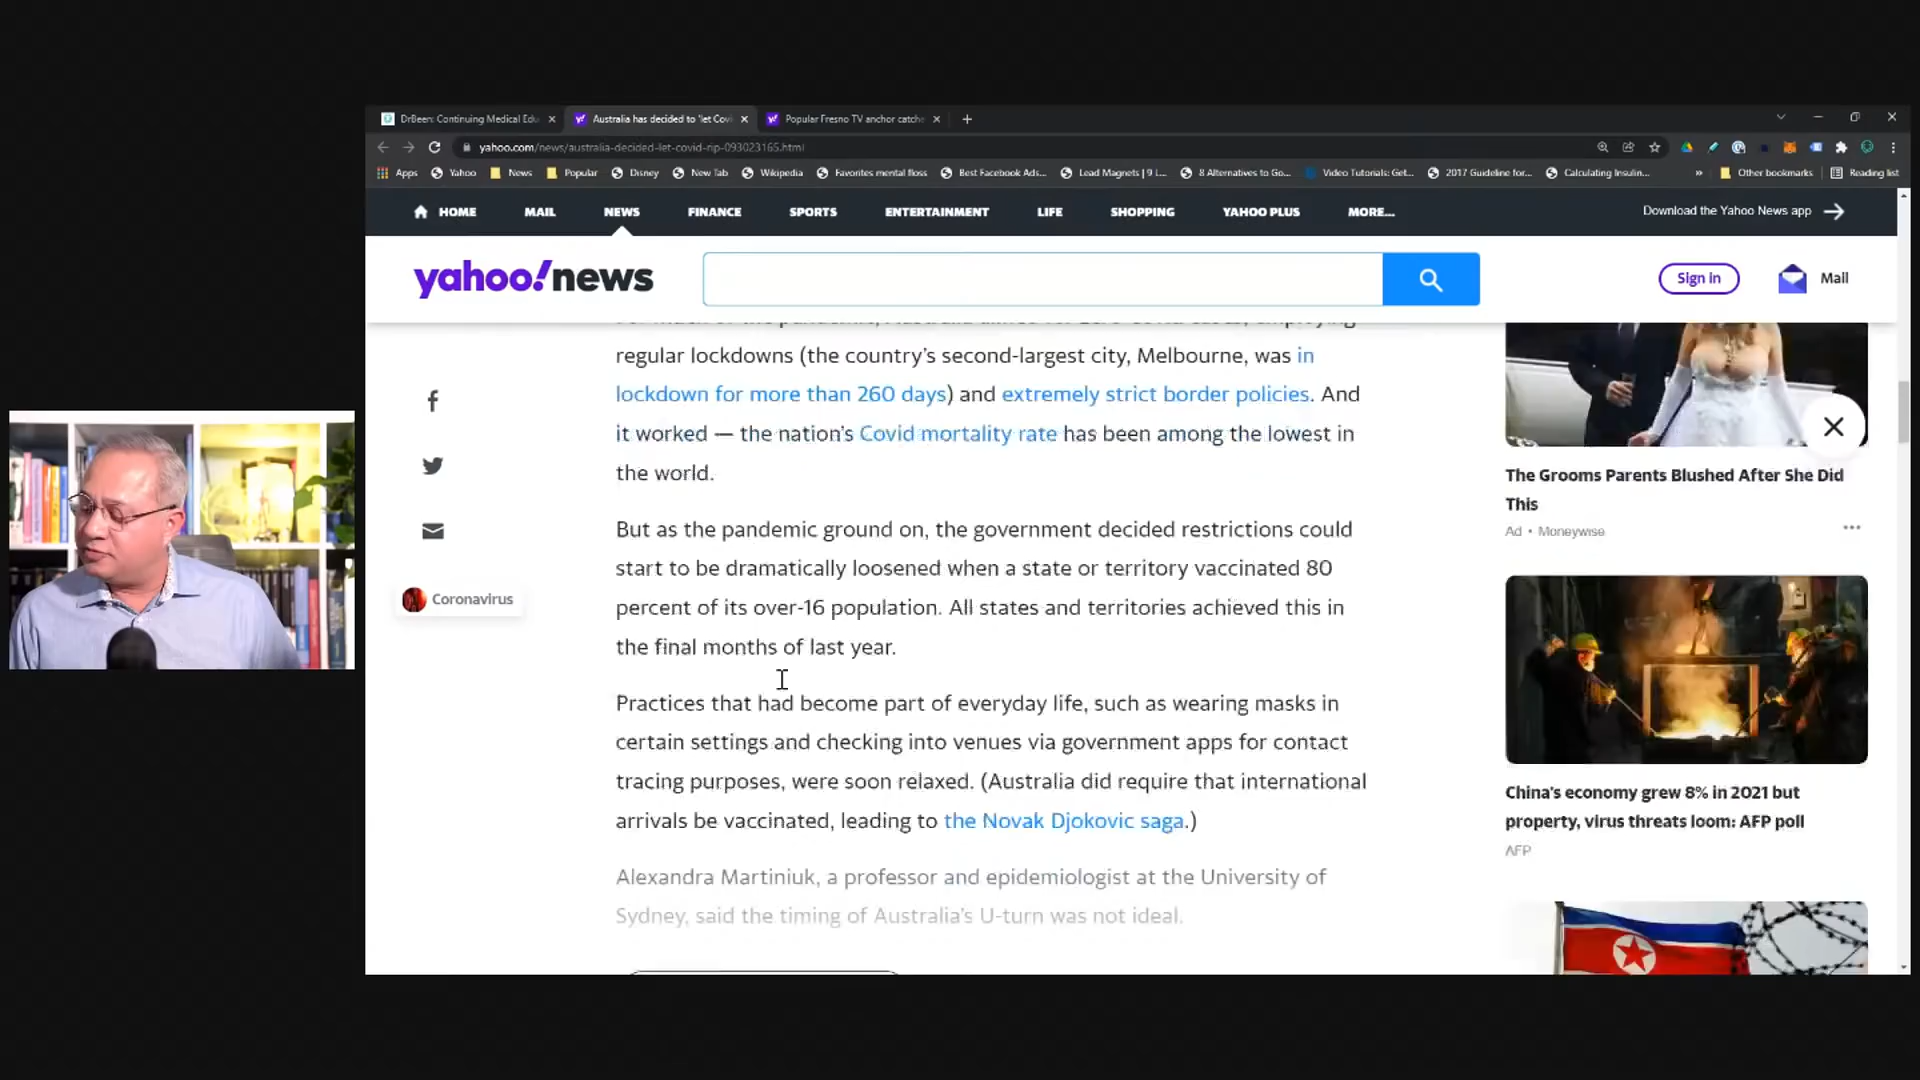 DrBeen: Continuing Medical Edu
Australia has decided to 'let Covi
Popular Fresno TV anchor catche
yahoo.com/news/australia-decided-let-covid-rip-093023165.html
Apps
Yahoo
News
Popular
Disney
New Tab
Wikipedia
Favorites mental floss
Best Facebook Ads...
Lead Magnets | 9 L...
8 Alternatives to Go...
Video Tutorials: Get...
2017 Guideline for...
Calculating Insulin...
»
Other bookmarks
Reading list
HOME
MAIL
NEWS
FINANCE
SPORTS
ENTERTAINMENT
LIFE
SHOPPING
YAHOO PLUS
MORE...
Download the Yahoo News app
yahoo!news
Sign in
Mail
regular lockdowns (the country's second-largest city, Melbourne, was in
lockdown for more than 260 days) and extremely strict border policies. And
it worked — the nation's Covid mortality rate has been among the lowest in
the world.
But as the pandemic ground on, the government decided restrictions could
start to be dramatically loosened when a state or territory vaccinated 80
percent of its over-16 population. All states and territories achieved this in
the final months of last year.
Practices that had become part of everyday life, such as wearing masks in
certain settings and checking into venues via government apps for contact
tracing purposes, were soon relaxed. (Australia did require that international
arrivals be vaccinated, leading to the Novak Djokovic saga.)
Alexandra Martiniuk, a professor and epidemiologist at the University of
Sydney, said the timing of Australia's U-turn was not ideal.
Coronavirus
The Grooms Parents Blushed After She Did
This
Ad • Moneywise
China's economy grew 8% in 2021 but
property, virus threats loom: AFP poll
AFP